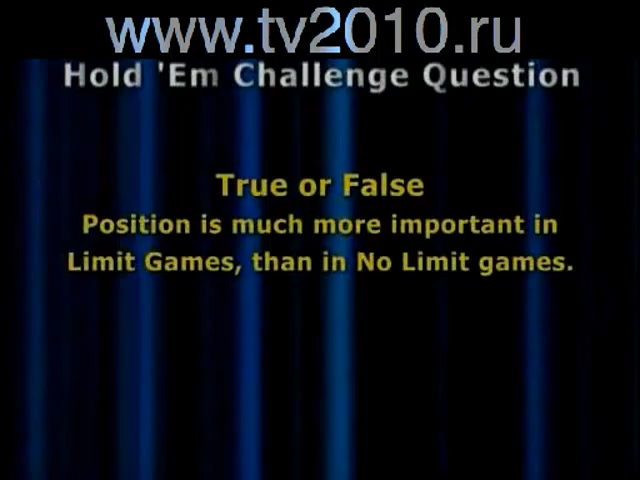 www.tv2010.ru
Hold 'Em Challenge Question
True or False
Position is much more important in
Limit Games, than in No Limit games.